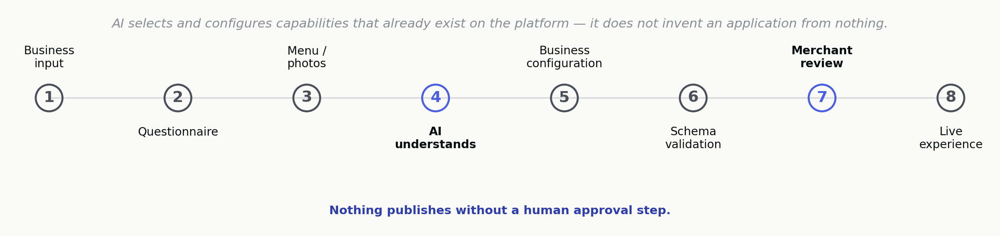 AI selects and configures capabilities that already exist on the platform — it does not invent an application from nothing.
Business
input
Menu /
photos
Business
configuration
Merchant
review
1
2
3
4
5
6
7
8
Questionnaire
AI
understands
Schema
validation
Live
experience
Nothing publishes without a human approval step.